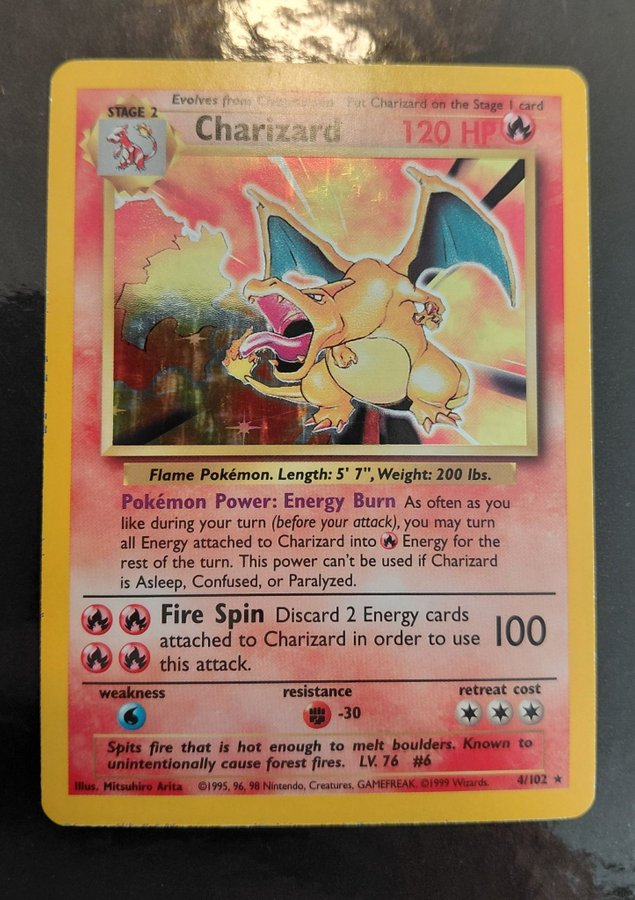 STAGE 2
Evolves from Charmeleon Put Charizard on the Stage 1 card
Charizard 120 HP
Flame Pokémon. Length: 5' 7", Weight: 200 lbs.
Pokémon Power: Energy Burn As often as you
like during your turn (before your attack), you may turn
all Energy attached to Charizard into Energy for the
rest of the turn. This power can't be used if Charizard
is Asleep, Confused, or Paralyzed.
Fire Spin Discard 2 Energy cards
attached to Charizard in order to use
this attack.
100
weakness
resistance
retreat cost
-30
Spits fire that is hot enough to melt boulders. Known to
unintentionally cause forest fires. LV. 76 #6
Illus. Mitsuhiro Arita ©1995, 96, 98 Nintendo, Creatures, GAMEFREAK. ©1999 Wizards. 4/102 ★